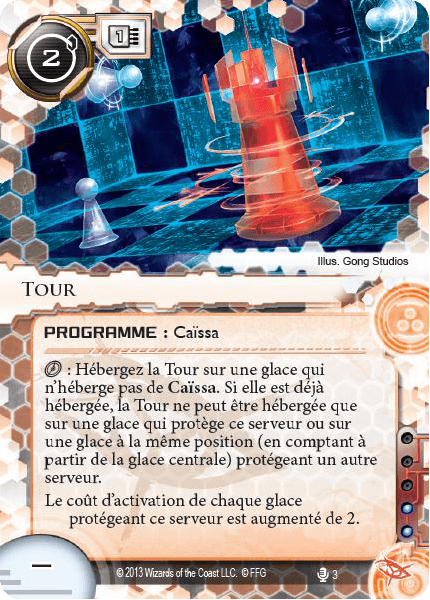 2
1
Illus. Gong Studios
Tour
PROGRAMME : Caïssa
: Hébergez la Tour sur une glace qui
n'héberge pas de Caïssa. Si elle est déjà
hébergée, la Tour ne peut être hébergée que
sur une glace qui protège ce serveur ou sur
une glace à la même position (en comptant à
partir de la glace centrale) protégeant un autre
serveur.
Le coût d'activation de chaque glace
protégeant ce serveur est augmenté de 2.
—
© 2013 Wizards of the Coast LLC. © FFG
3